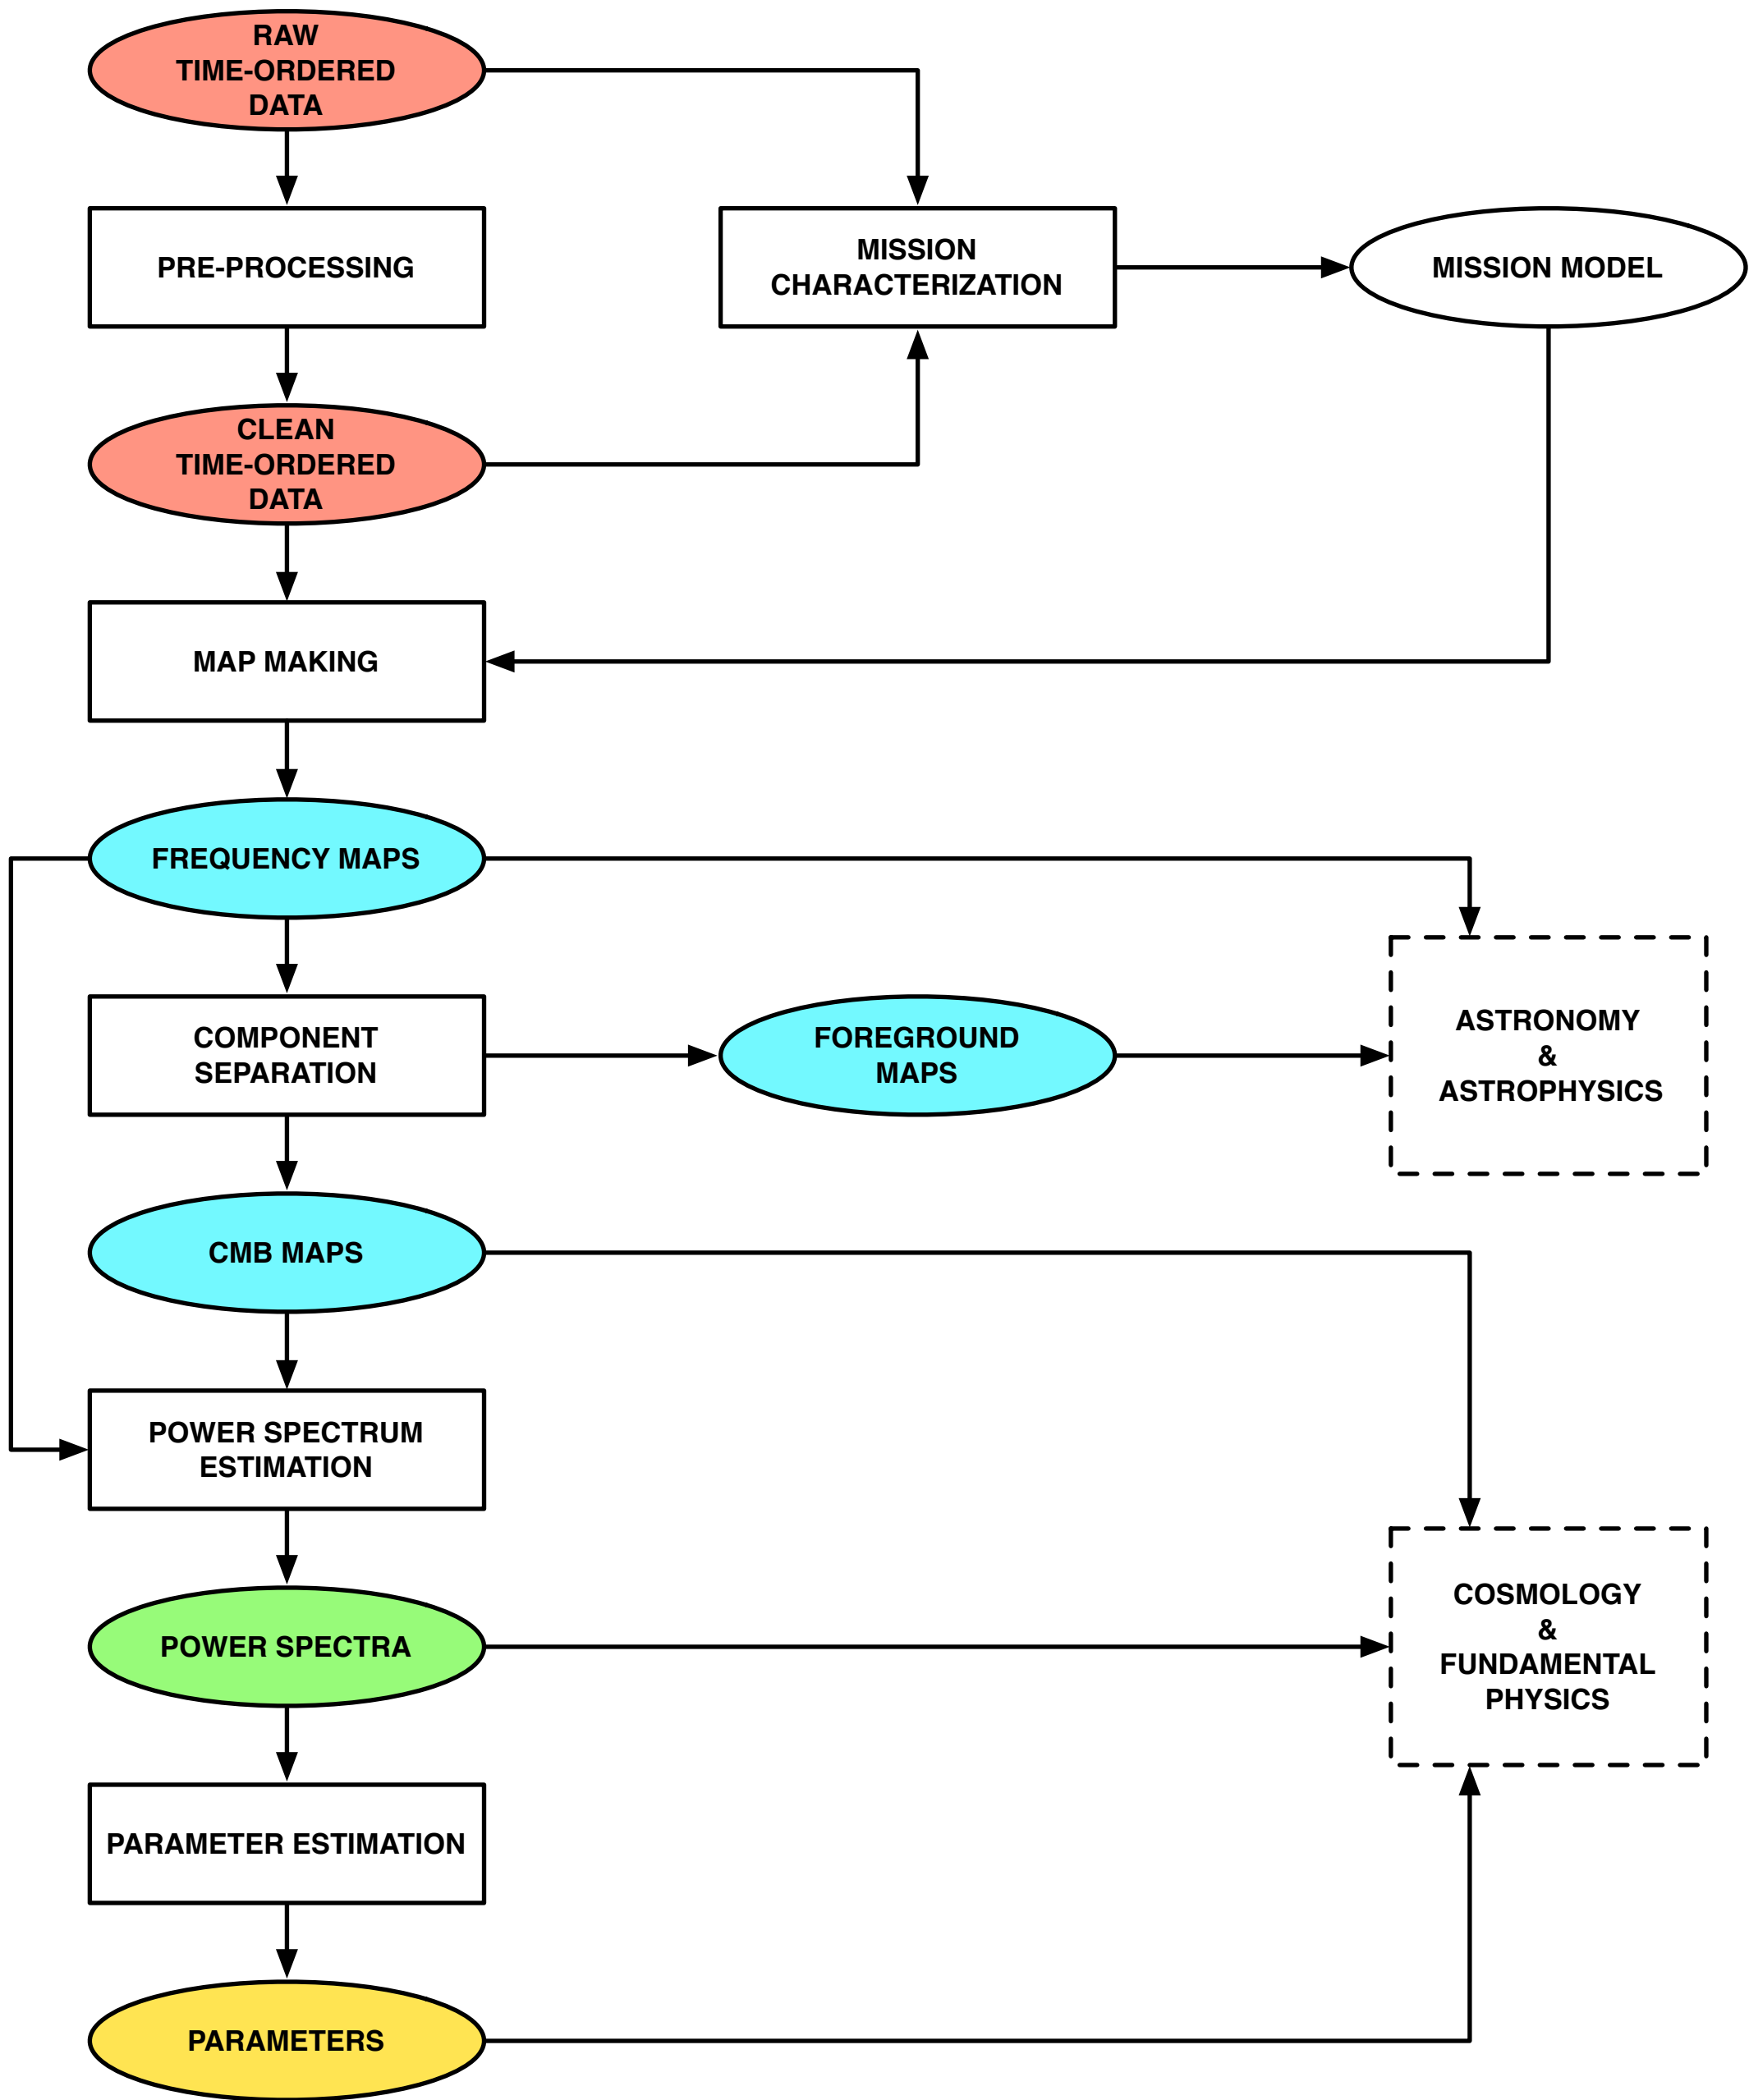 RAW
TIME-ORDERED
DATA
PRE-PROCESSING
MISSION
CHARACTERIZATION
MISSION MODEL
CLEAN
TIME-ORDERED
DATA
MAP MAKING
FREQUENCY MAPS
COMPONENT
SEPARATION
FOREGROUND
MAPS
ASTRONOMY
&
ASTROPHYSICS
CMB MAPS
POWER SPECTRUM
ESTIMATION
POWER SPECTRA
COSMOLOGY
&
FUNDAMENTAL
PHYSICS
PARAMETER ESTIMATION
PARAMETERS